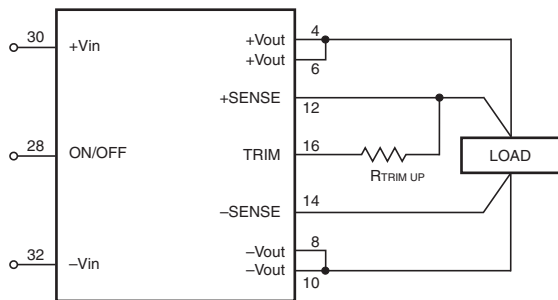 30 +Vin
28 ON/OFF
32 –Vin
+Vout 4
+Vout 6
+SENSE 12
TRIM 16
–SENSE 14
–Vout 8
–Vout 10
RTRIM UP
LOAD